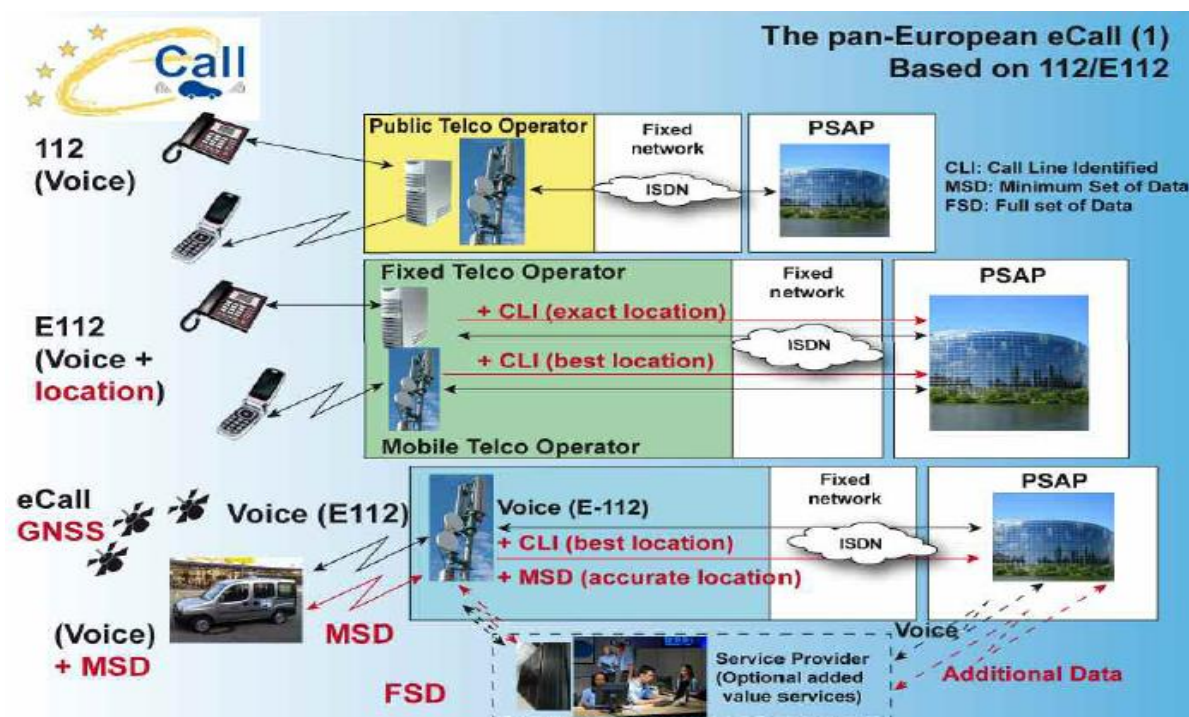 Call
The pan-European eCall (1)
Based on 112/E112
112
(Voice)
Public Telco Operator
Fixed
network
ISDN
PSAP
CLI: Call Line Identified
MSD: Minimum Set of Data
FSD: Full set of Data
E112
(Voice +
location)
Fixed Telco Operator
+ CLI (exact location)
+ CLI (best location)
Mobile Telco Operator
Fixed
network
ISDN
PSAP
eCall
GNSS
Voice (E112)
(Voice)
+ MSD
MSD
FSD
Voice (E-112)
+ CLI (best location)
+ MSD (accurate location)
Fixed
network
ISDN
PSAP
Voice
Additional Data
Service Provider
(Optional added
value services)